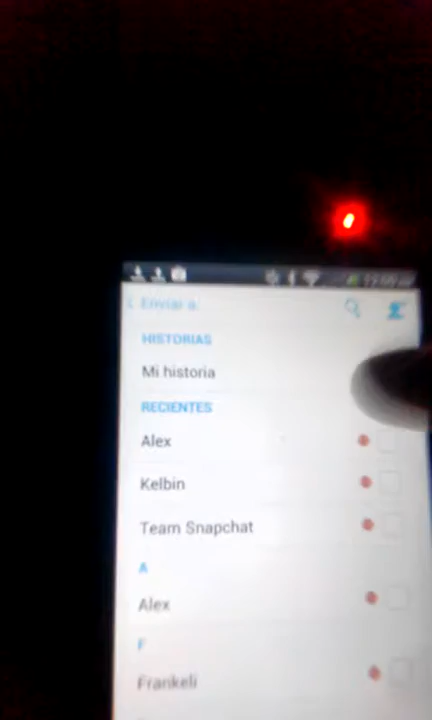 Enviar a:
HISTORIAS
Mi historia
RECIENTES
Alex
Kelbin
Team Snapchat
A
Alex
F
Frankeli